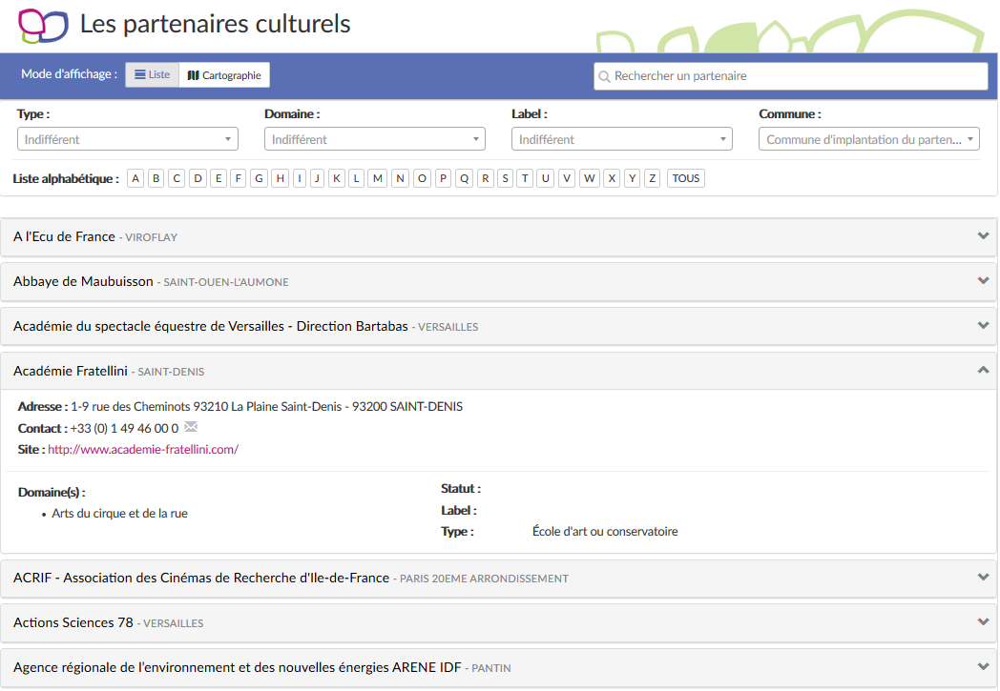 Les partenaires culturels
Mode d'affichage : Liste Cartographie Rechercher un partenaire
Type : Domaine : Label : Commune :
Indifférent Indifférent Indifférent Commune d'implantation du parten...
Liste alphabétique : A B C D E F G H I J K L M N O P Q R S T U V W X Y Z TOUS
A l'Ecu de France - VIROFLAY
Abbaye de Maubuisson - SAINT-OUEN-L'AUMONE
Académie du spectacle équestre de Versailles - Direction Bartabas - VERSAILLES
Académie Fratellini - SAINT-DENIS
Adresse : 1-9 rue des Cheminots 93210 La Plaine Saint-Denis - 93200 SAINT-DENIS
Contact : +33 (0) 1 49 46 00 0
Site : http://www.academie-fratellini.com/
Domaine(s) :
• Arts du cirque et de la rue
Statut :
Label :
Type : École d'art ou conservatoire
ACRIF - Association des Cinémas de Recherche d'Ile-de-France - PARIS 20EME ARRONDISSEMENT
Actions Sciences 78 - VERSAILLES
Agence régionale de l’environnement et des nouvelles énergies ARENE IDF - PANTIN